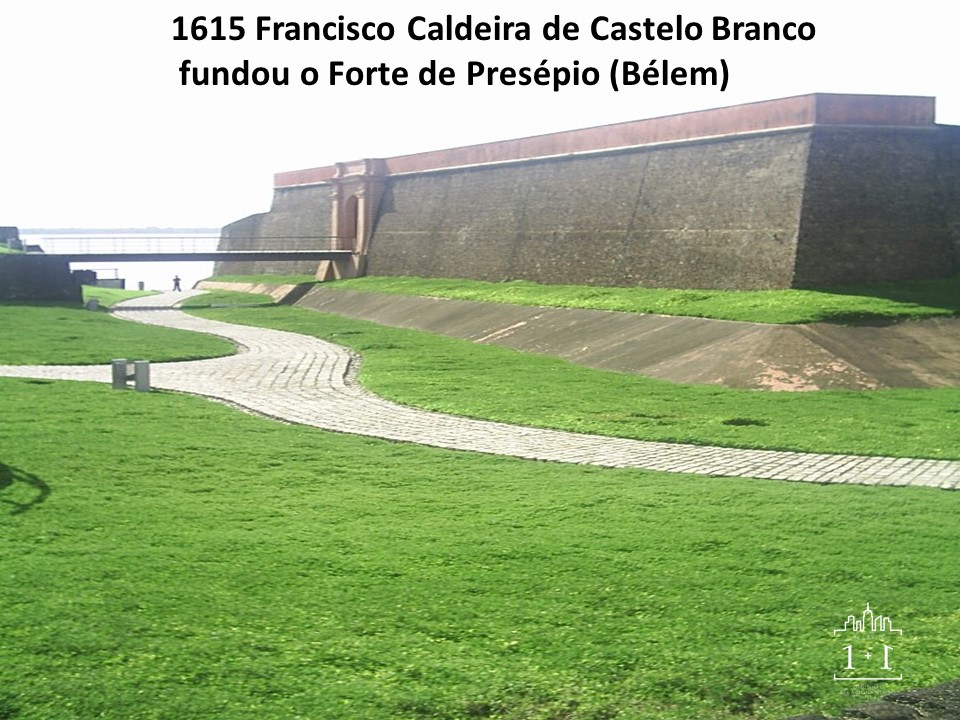 1615 Francisco Caldeira de Castelo Branco
fundou o Forte de Presépio (Bélem)
1+1